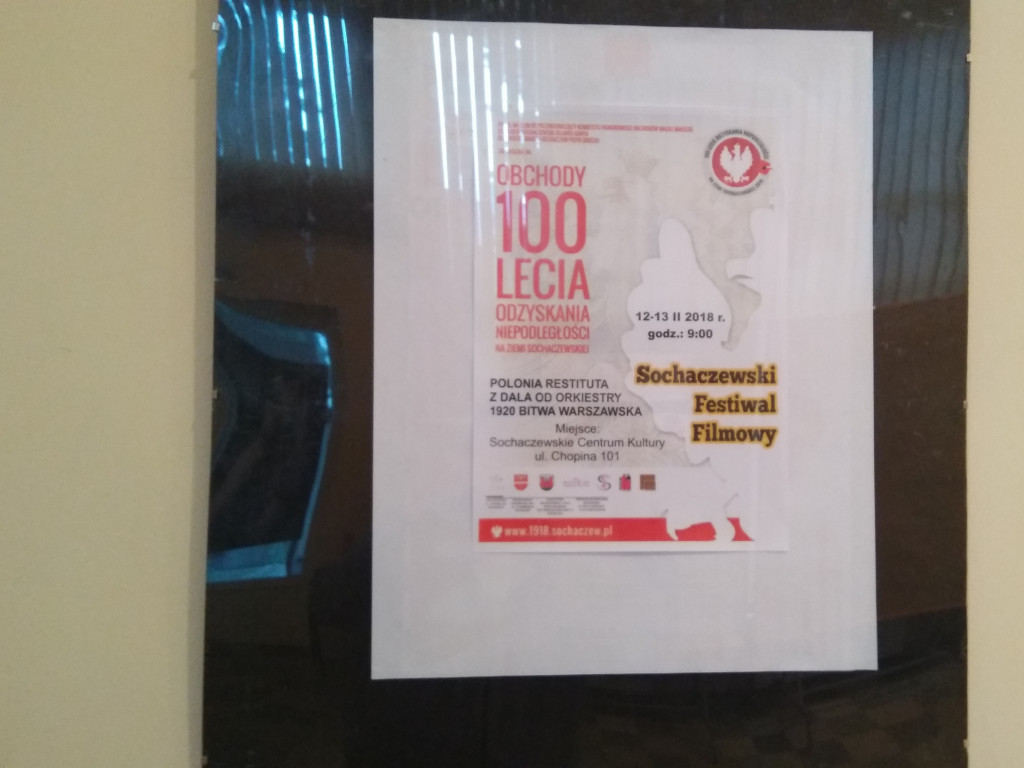 OBCHODY
100
LECIA
ODZYSKANIA
NIEPODLEGŁOŚCI
NA ZIEMI SOCHACZEWSKIEJ
12-13 II 2018 r.
godz.: 9:00
Sochaczewski
Festiwal
Filmowy
POLONIA RESTITUTA
Z DALA OD ORKIESTRY
1920 BITWA WARSZAWSKA
Miejsce:
Sochaczewskie Centrum Kultury
ul. Chopina 101
www.1918.sochaczew.pl